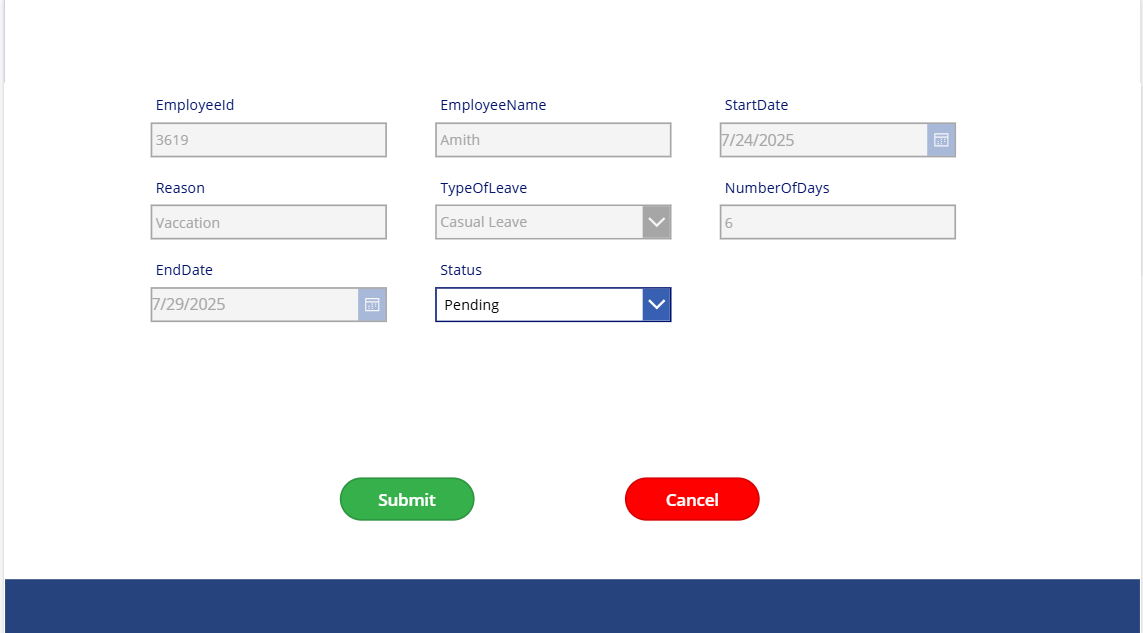 EmployeeId EmployeeName StartDate
3619 Amith 7/24/2025
Reason TypeOfLeave NumberOfDays
Vaccation Casual Leave 6
EndDate Status
7/29/2025 Pending
Submit Cancel